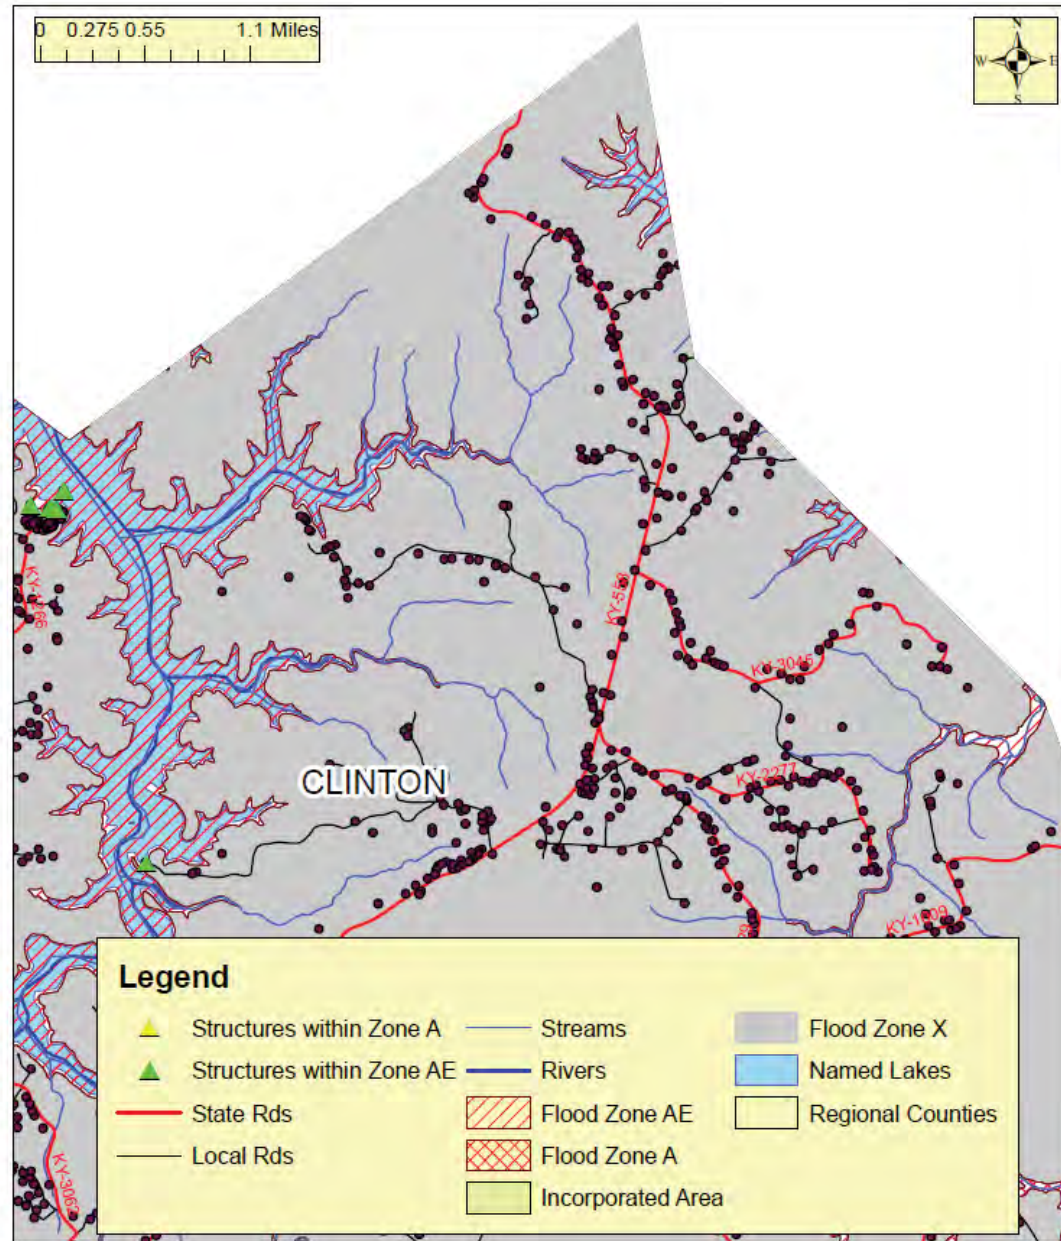 0 0.275 0.55 1.1 Miles
N
W E
S
KY-558
KY-3045
KY-2277
CLINTON
KY-3062
Legend
Structures within Zone A
Structures within Zone AE
State Rds
Local Rds
Streams
Rivers
Flood Zone AE
Flood Zone A
Incorporated Area
Flood Zone X
Named Lakes
Regional Counties